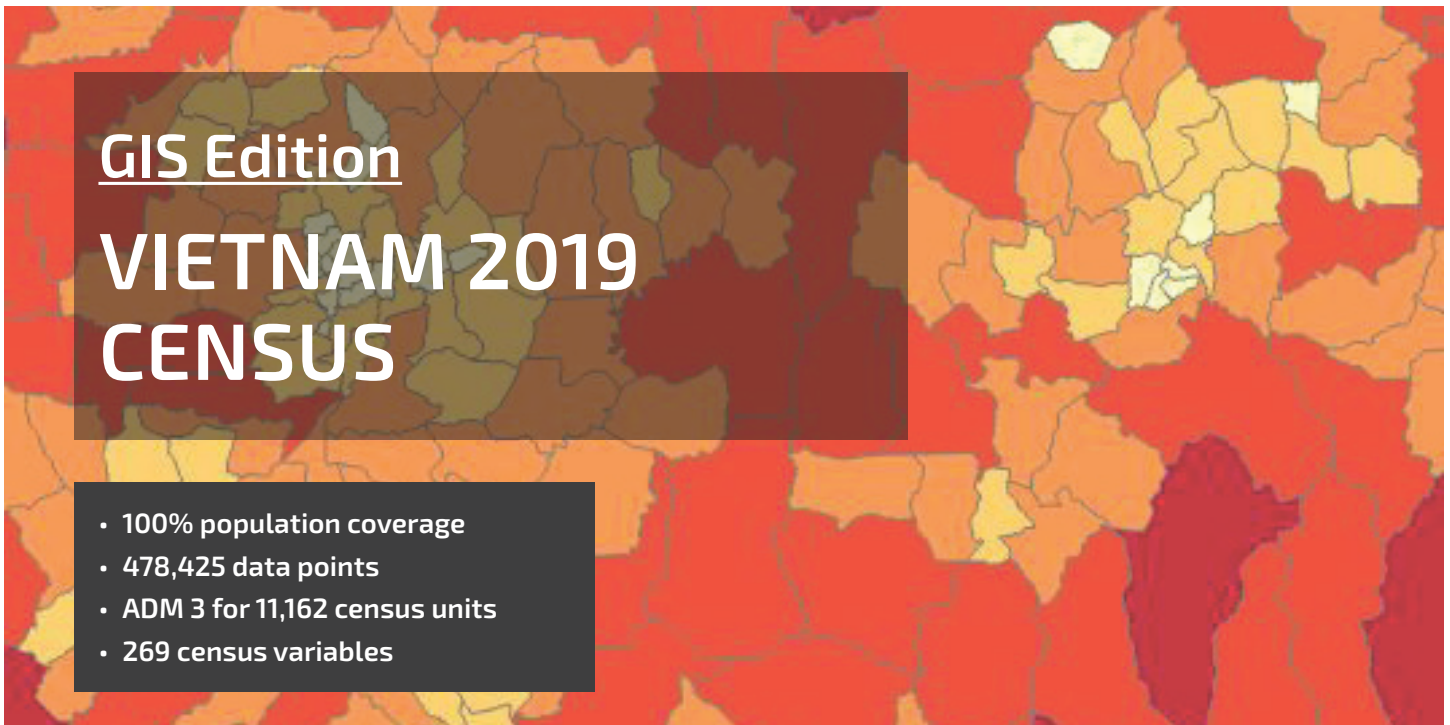 GIS Edition
VIETNAM 2019
CENSUS
• 100% population coverage
• 478,425 data points
• ADM 3 for 11,162 census units
• 269 census variables